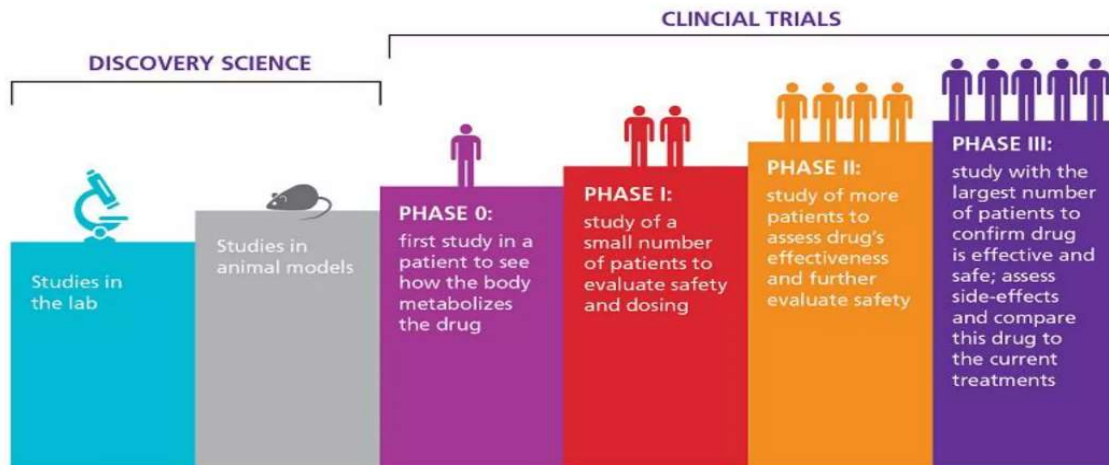 CLINCIAL TRIALS
DISCOVERY SCIENCE
Studies in
the lab
Studies in
animal models
PHASE 0:
first study in a
patient to see
how the body
metabolizes
the drug
PHASE I:
study of a
small number
of patients to
evaluate safety
and dosing
PHASE II:
study of more
patients to
assess drug’s
effectiveness
and further
evaluate safety
PHASE III:
study with the
largest number
of patients to
confirm drug
is effective and
safe; assess
side-effects
and compare
this drug to
the current
treatments